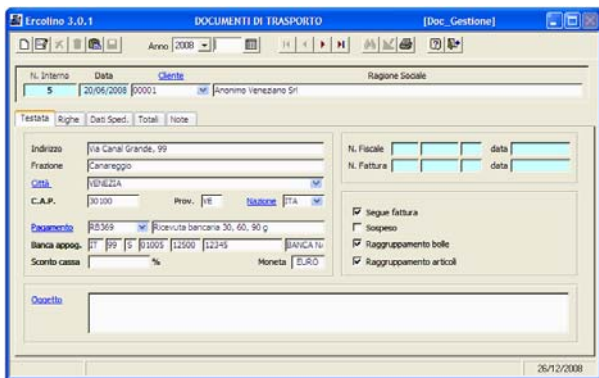 Ercolino 3.0.1 DOCUMENTI DI TRASPORTO [Doc_Gestione]
Anno 2008
N. Interno Data Cliente Ragione Sociale
5 20/06/2008 00001 Anonimo Veneziano Srl
Testata Righe Dati Sped. Totali Note
Indirizzo Via Canal Grande, 99
Frazione Canareggio
Città VENEZIA
C.A.P. 30100 Prov. VE Nazione ITA
Pagamento RB369 Ricevuta bancaria 30, 60, 90 g
Banca appog. IT 99 S 01005 12500 12345 BANCA
Sconto cassa % Moneta EURO
N. Fiscale data
N. Fattura data
Segue fattura
Sospeso
Raggruppamento bolle
Raggruppamento articoli
Oggetto
26/12/2008